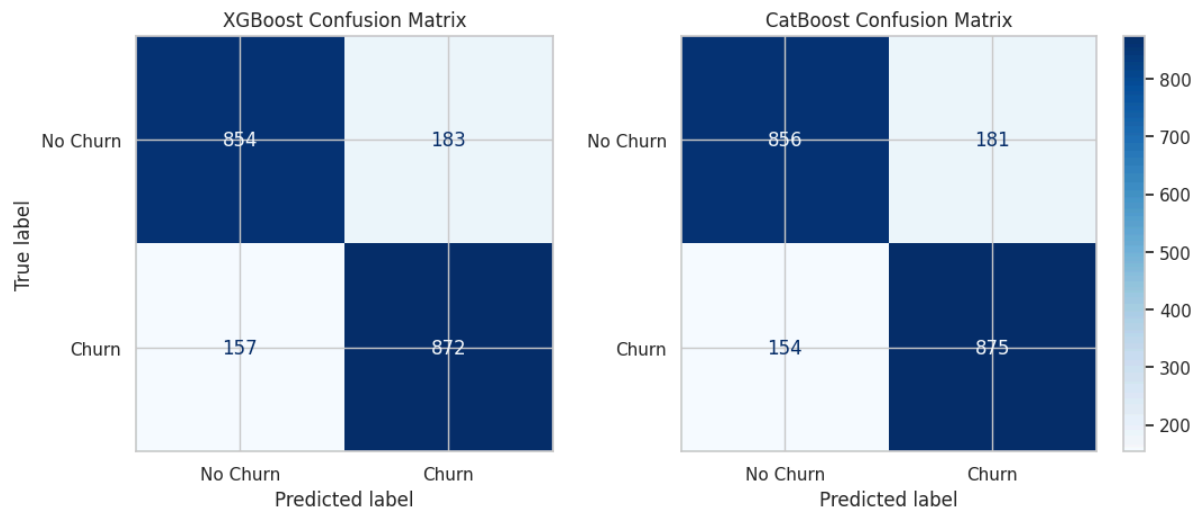 XGBoost Confusion Matrix
CatBoost Confusion Matrix
True label
No Churn
854
183
No Churn
856
181
Churn
157
872
Churn
154
875
No Churn
Churn
Predicted label
No Churn
Churn
Predicted label
800
700
600
500
400
300
200